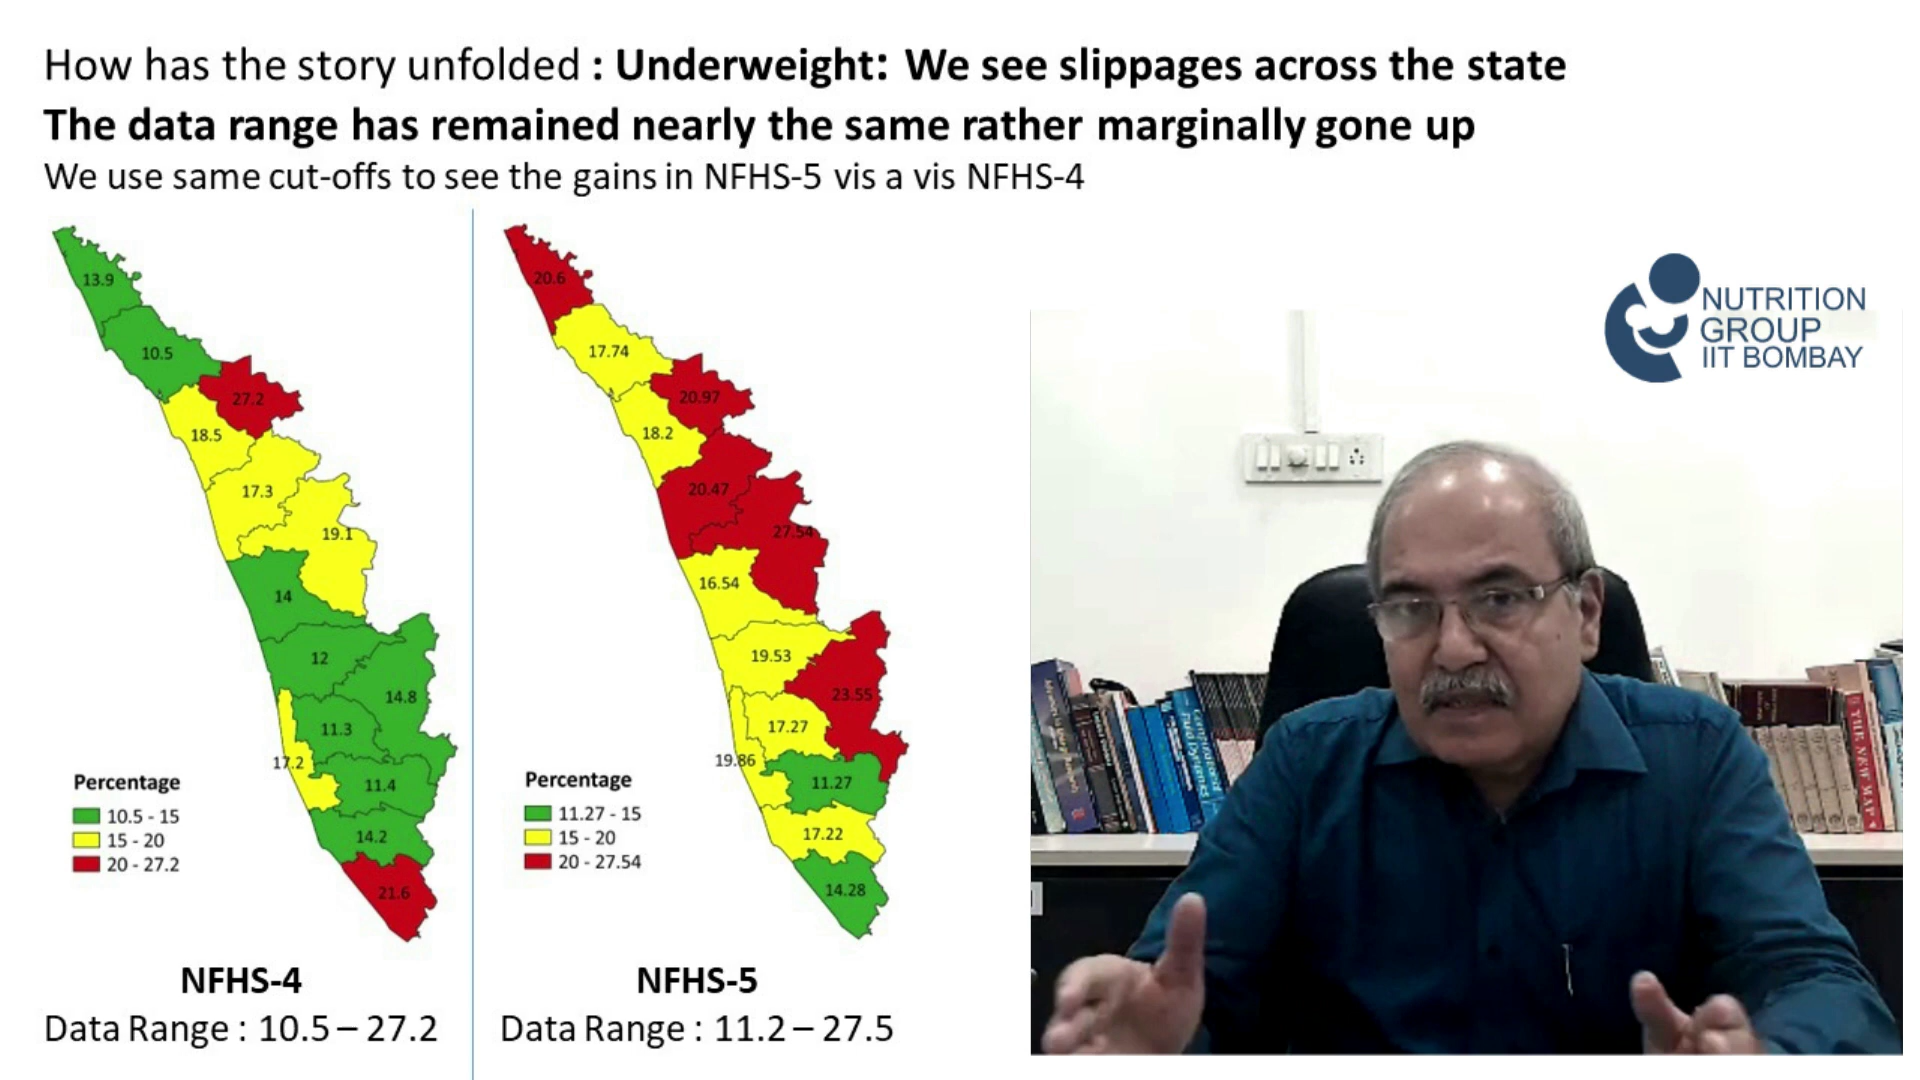 How has the story unfolded : Underweight: We see slippages across the state
The data range has remained nearly the same rather marginally gone up
We use same cut-offs to see the gains in NFHS-5 vis a vis NFHS-4
13.9
10.5
27.2
18.5
17.3
19.1
14
12
14.8
11.3
17.2
11.4
14.2
21.6
Percentage
10.5 - 15
15 - 20
20 - 27.2
NFHS-4
Data Range : 10.5 – 27.2
20.6
17.74
20.97
18.2
20.47
27.54
16.54
19.53
23.55
17.27
19.86
11.27
17.22
14.28
Percentage
11.27 - 15
15 - 20
20 - 27.54
NFHS-5
Data Range : 11.2 – 27.5
NUTRITION
GROUP
IIT BOMBAY
THE NEW MAP